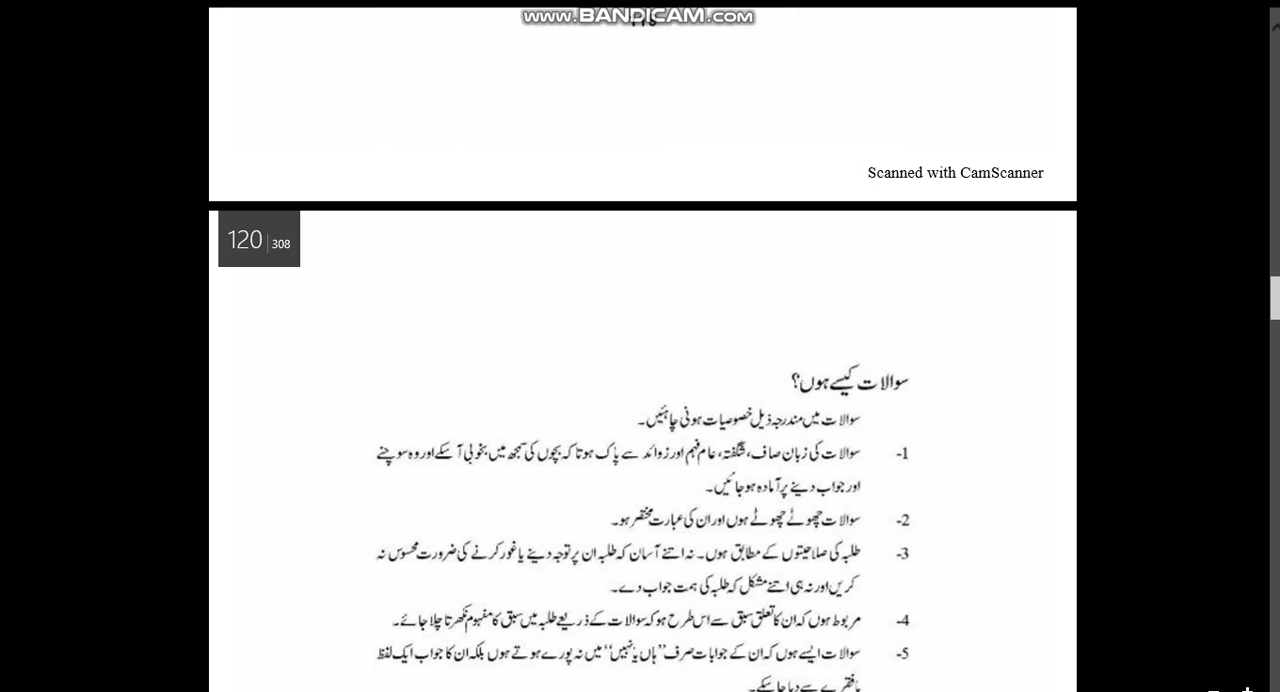 www.BANDICAM.com
Scanned with CamScanner
120 | 308
سوالات کیسے ہوں؟
سوالات میں مندرجہ ذیل خصوصیات ہونی چاہئیں۔
1- سوالات کی زبان صاف، شگفتہ، عام فہم اور زوائد سے پاک ہو تا کہ بچوں کی سمجھ میں بخوبی آ سکے اور وہ سوچنے
اور جواب دینے پر آمادہ ہو جائیں۔
2- سوالات چھوٹے چھوٹے ہوں اور ان کی عبارت مختصر ہو۔
3- طلبہ کی صلاحیتوں کے مطابق ہوں۔ نہ اتنے آسان کہ طلبہ ان پر توجہ دینے یا غور کرنے کی ضرورت محسوس نہ
کریں اور نہ ہی اتنے مشکل کہ طلبہ کی ہمت جواب دے۔
4- مربوط ہوں کہ ان کا تعلق سبق سے اس طرح ہو کہ سوالات کے ذریعے طلبہ میں سبق کا مفہوم نکھرتا چلا جائے۔
5- سوالات ایسے ہوں کہ ان کے جوابات صرف ’’ہاں یا نہیں‘‘ میں نہ پورے ہوتے ہوں بلکہ ان کا جواب ایک لفظ
یا فقرے سے دیا جا سکے۔